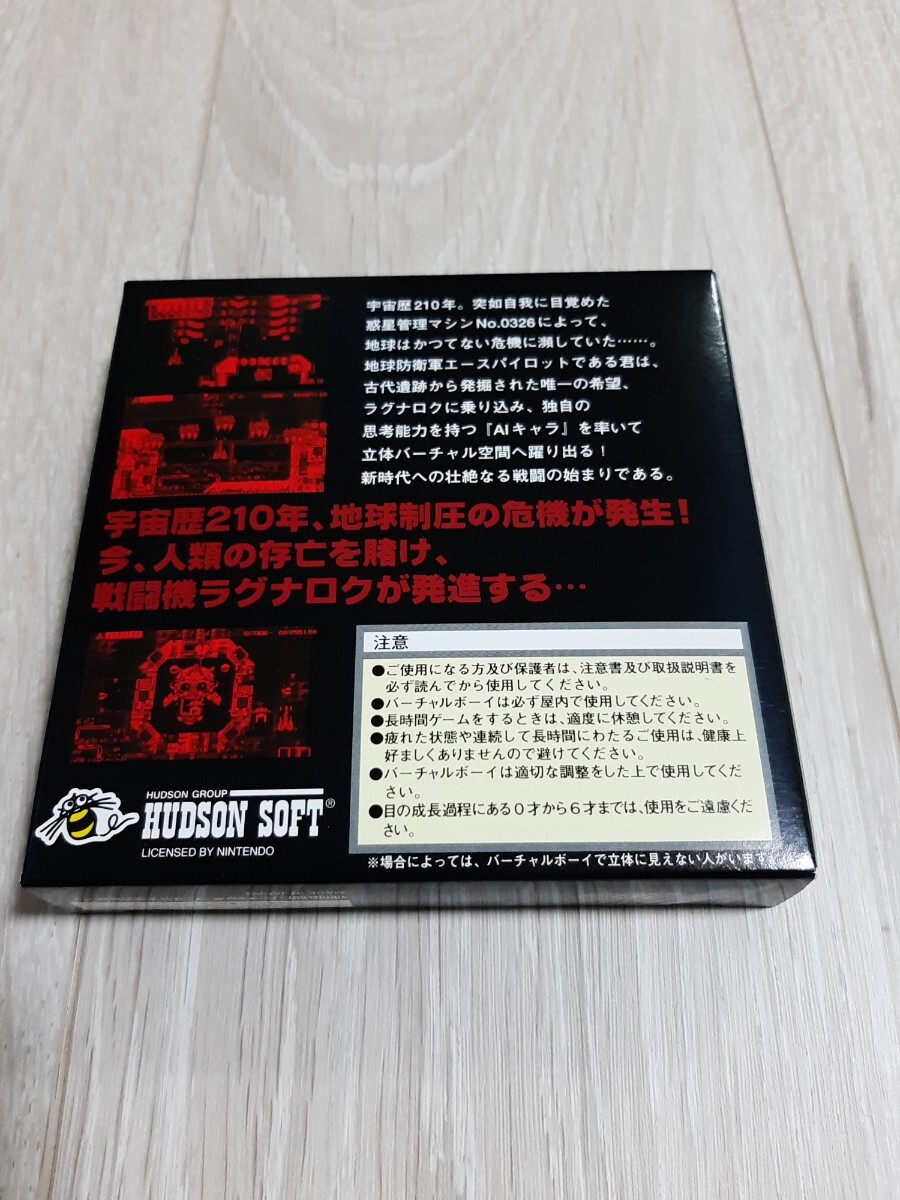 宇宙歴210年。突如自我に目覚めた
惑星管理マシンNo.0326によって、
地球はかつてない危機に瀕していた……。
地球防衛軍エースパイロットである君は、
古代遺跡から発掘された唯一の希望、
ラグナロクに乗り込み、独自の
思考能力を持つ『AIキャラ』を率いて
立体バーチャル空間へ躍り出る！
新時代への壮絶なる戦闘の始まりである。
宇宙歴210年、地球制圧の危機が発生！
今、人類の存亡を賭け、
戦闘機ラグナロクが発進する…
注意
●ご使用になる方及び保護者は、注意書及び取扱説明書を
必ず読んでから使用してください。
●バーチャルボーイは必ず屋内で使用してください。
●長時間ゲームをするときは、適度に休憩してください。
●疲れた状態や連続して長時間にわたるご使用は、健康上
好ましくありませんので避けてください。
●バーチャルボーイは適切な調整をした上で使用してくだ
さい。
●目の成長過程にある0才から6才までは、使用をご遠慮くだ
さい。
※場合によっては、バーチャルボーイで立体に見えない人がいます
HUDSON GROUP
HUDSON SOFT®
LICENSED BY NINTENDO